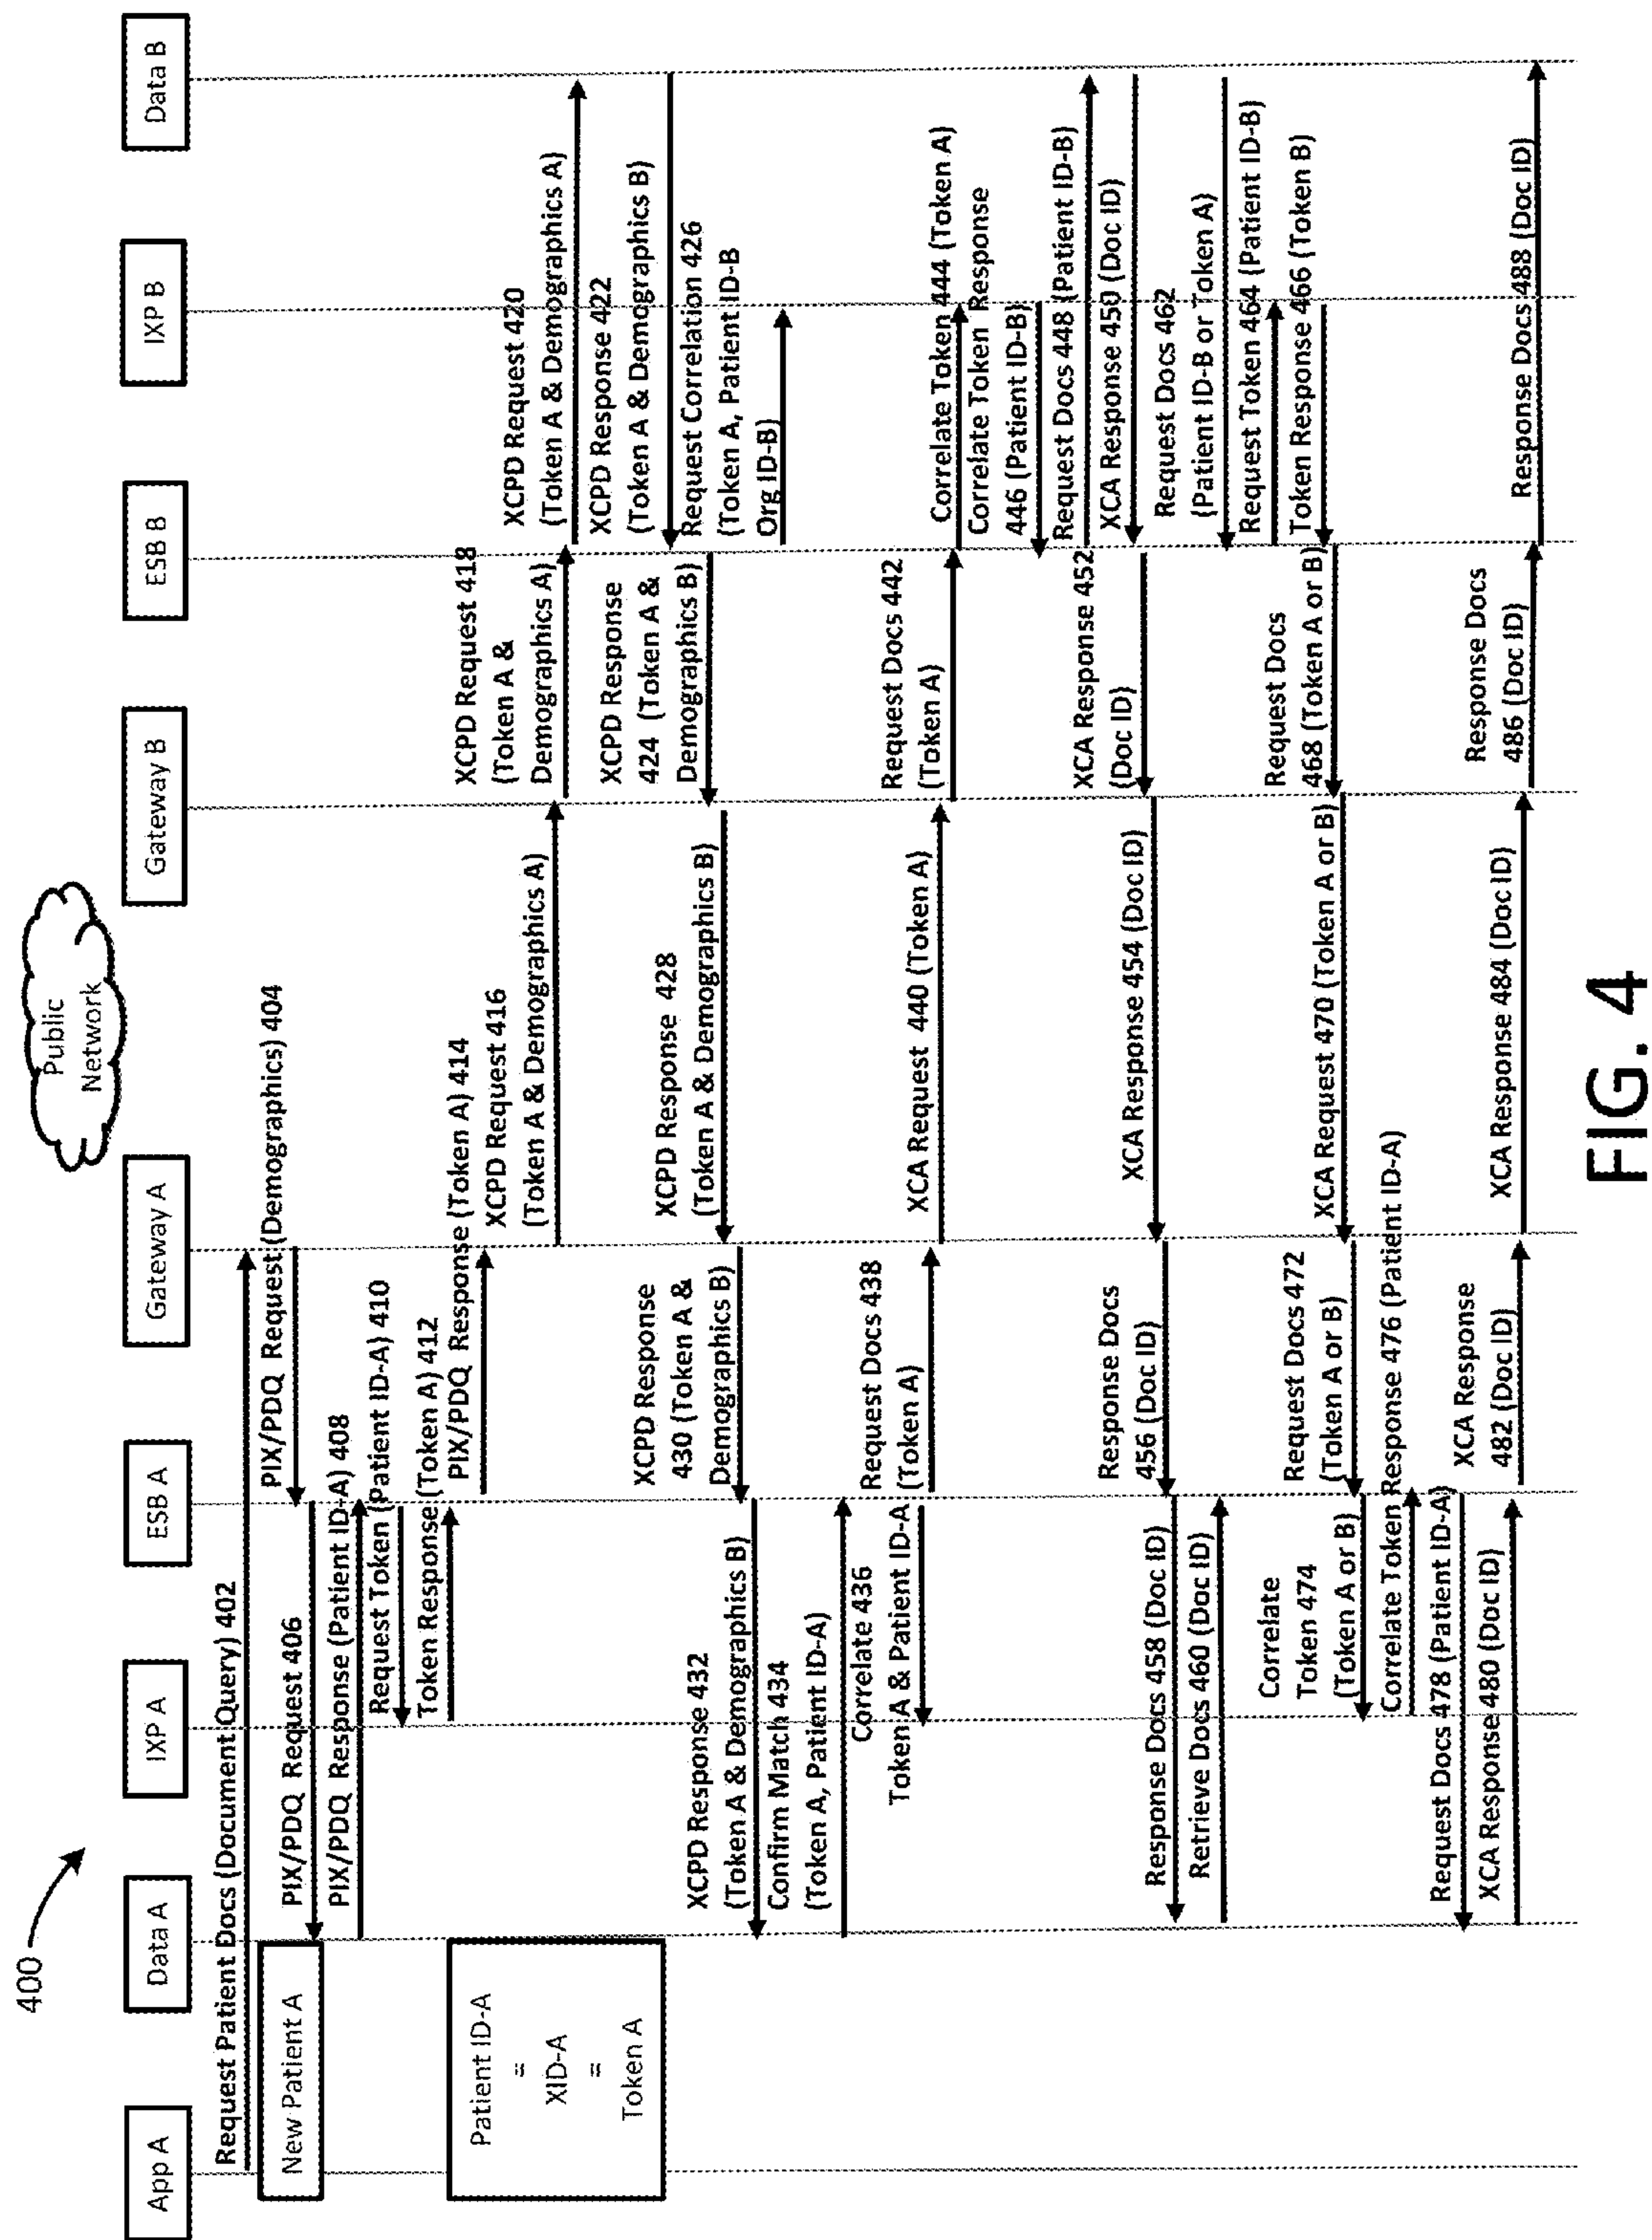 400
Public
Network
App A
Data A
IXP A
ESB A
Gateway A
Gateway B
ESB B
IXP B
Data B
Request Patient Docs (Document Query) 402
New Patient A
PIX/PDQ Request (Demographics) 404
PIX/PDQ Request 406
PIX/PDQ Response (Patient ID-A) 408
Request Token (Patient ID-A) 410
Token Response (Token A) 412
PIX/PDQ Response (Token A) 414
Patient ID-A
=
XID-A
=
Token A
XCPD Request 416
(Token A & Demographics A)
XCPD Request 418
(Token A &
Demographics A)
XCPD Request 420
(Token A & Demographics A)
XCPD Response 422
(Token A & Demographics B)
XCPD Response
424 (Token A &
Demographics B)
Request Correlation 426
(Token A, Patient ID-B
Org ID-B)
XCPD Response 428
(Token A & Demographics B)
XCPD Response
430 (Token A &
Demographics B)
XCPD Response 432
(Token A & Demographics B)
Confirm Match 434
(Token A, Patient ID-A)
Correlate 436
Token A & Patient ID-A
Request Docs 438
(Token A)
XCA Request 440 (Token A)
Request Docs 442
(Token A)
Correlate Token 444 (Token A)
Correlate Token Response
446 (Patient ID-B)
Request Docs 448 (Patient ID-B)
XCA Response 450 (Doc ID)
XCA Response 452
(Doc ID)
XCA Response 454 (Doc ID)
Response Docs
456 (Doc ID)
Response Docs 458 (Doc ID)
Retrieve Docs 460 (Doc ID)
Request Docs 462
(Patient ID-B or Token A)
Request Token 464 (Patient ID-B)
Token Response 466 (Token B)
Request Docs
468 (Token A or B)
XCA Request 470 (Token A or B)
Request Docs 472
(Token A or B)
Correlate
Token 474
(Token A or B)
Correlate Token Response 476 (Patient ID-A)
Request Docs 478 (Patient ID-A)
XCA Response 480 (Doc ID)
XCA Response
482 (Doc ID)
XCA Response 484 (Doc ID)
Response Docs
486 (Doc ID)
Response Docs 488 (Doc ID)
FIG. 4